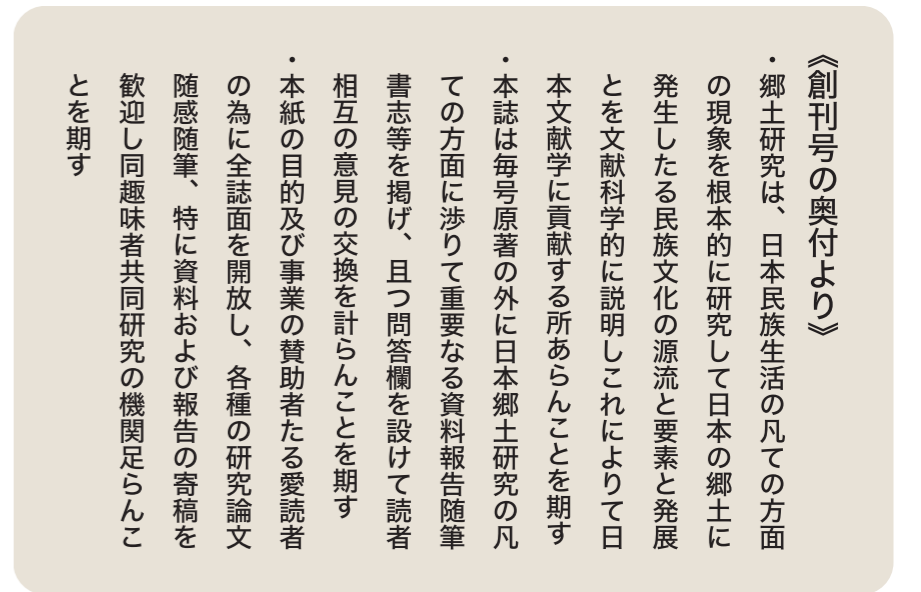 《創刊号の奥付より》
・郷土研究は、日本民族生活の凡ての方面
の現象を根本的に研究して日本の郷土に
発生したる民族文化の源流と要素と発展
とを文献科学的に説明しこれによりて日
本文献学に貢献する所あらんことを期す
・本誌は毎号原著の外に日本郷土研究の凡
ての方面に渉りて重要なる資料報告随筆
書志等を掲げ、且つ問答欄を設けて読者
相互の意見の交換を計らんことを期す
・本紙の目的及び事業の賛助者たる愛読者
の為に全誌面を開放し、各種の研究論文
随感随筆、特に資料および報告の寄稿を
歓迎し同趣味者共同研究の機関足らんこ
とを期す